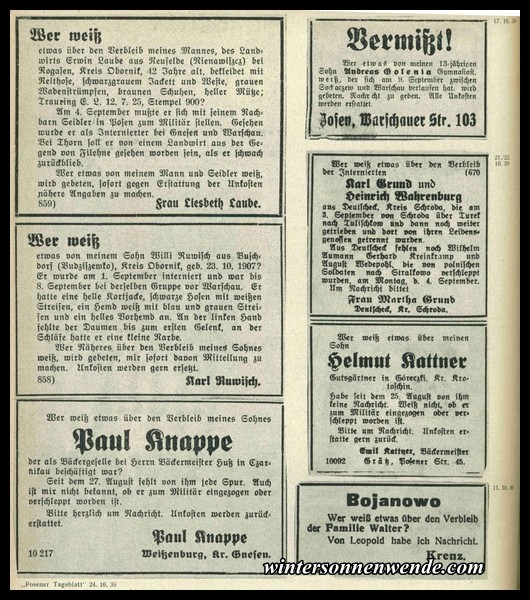 Wer weiß
etwas über den Verbleib meines Mannes, des Land-
wirts Erwin Laube aus Neufelde (Nienawiszcz) bei
Rogasen, Kreis Obornik, 42 Jahre alt, bekleidet mit
Reithose, schwarzgrauem Jackett und Weste, grauen
Wadenstrümpfen, braunen Schuhen, heller Mütze;
Trauring E. L. 12. 7. 25, Stempel 900?
Am 4. September mußte er sich mit seinem Nach-
barn Seidler in Posen zum Militär stellen. Gesehen
wurde er als Internierter bei Gnesen und Warschau.
Bei Thorn soll er von einem Landwirt aus der Ge-
gend von Filehne gesehen worden sein, als er schwach
zurückblieb.
Wer etwas von meinem Mann und Seidler weiß,
wird gebeten, sofort gegen Erstattung der Unkosten
nähere Angaben zu machen.
859) Frau Liesbeth Laube.
Wer weiß
etwas von meinem Sohn Willi Ruwisch aus Busch-
dorf (Budziszewko), Kreis Obornik, geb. 23. 10. 1907?
Er wurde am 1. September interniert und war bis
8. September bei derselben Gruppe vor Warschau. Er
hatte eine helle Kortjacke, schwarze Hosen mit weißen
Streifen, ein Hemd weiß mit blau und grauen Strei-
fen und ein helles Vorhemd an. An der linken Hand
fehlte der Daumen bis zum ersten Gelenk, an der
Schläfe hatte er eine kleine Narbe.
Wer Näheres über den Verbleib meines Sohnes
weiß, wird gebeten, mir sofort davon Mitteilung zu
machen. Unkosten werden gern ersetzt.
858) Karl Ruwisch.
Wer weiß etwas über den Verbleib meines Sohnes
Paul Knappe
der als Bäckergeselle bei Herrn Bäckermeister Huß in Czar-
nikau beschäftigt war?
Seit dem 27. August fehlt von ihm jede Spur. Auch
ist mir nicht bekannt, ob er zum Militär eingezogen oder
verschleppt worden ist.
Bitte herzlich um Nachricht. Unkosten werden zurück-
erstattet.
Paul Knappe
10 217 Weißenburg, Kr. Gnesen.
„Posener Tageblatt" 24. 10. 39
17. 10. 39
Vermißt!
Wer etwas von meinem 13-jährigen
Sohn Andreas Golenia Gymnasiast,
weiß, der sich am 9. September zwischen
Sochaczew und Warschau verlaufen hat, wird
gebeten, Nachricht zu geben. Alle Unkosten
werden erstattet.
Posen, Warschauer Str. 103
21./22.
10. 39
Wer weiß etwas über den Verbleib
der Internierten (670
Karl Grund und
Heinrich Wahrenburg
aus Deutscheck, Kreis Schroda, die am
3. September von Schroda über Turek
nach Tulischkow und dann noch weiter
getrieben und dort von ihren Leidens-
genossen getrennt wurden.
Aus Deutscheck fehlen noch Wilhelm
Aumann Gerhard Kreinkamp und
August Wedepohl, die von polnischen
Soldaten nach Stralkowo verschleppt
wurden, am Montag, d. 4. September.
Um Nachricht bittet
Frau Martha Grund
Deutscheck, Kr. Schroda.
Wer weiß etwas über meinen
Sohn
Helmut Kattner
Gutsgärtner in Góreczki, Kr. Kro-
toschin.
Habe seit dem 25. August von ihm
keine Nachricht. Weiß nicht, ob er
zum Militär eingezogen oder ver-
schleppt worden ist.
Bitte um Nachricht. Unkosten er-
statte gern zurück.
Emil Kattner, Bäckermeister
10092 Grätz, Posener Str. 45.
11. 10. 39
Bojanowo
Wer weiß etwas über den Verbleib
der Familie Walter?
Von Leopold habe ich Nachricht.
Krenz.
wintersonnenwende.com